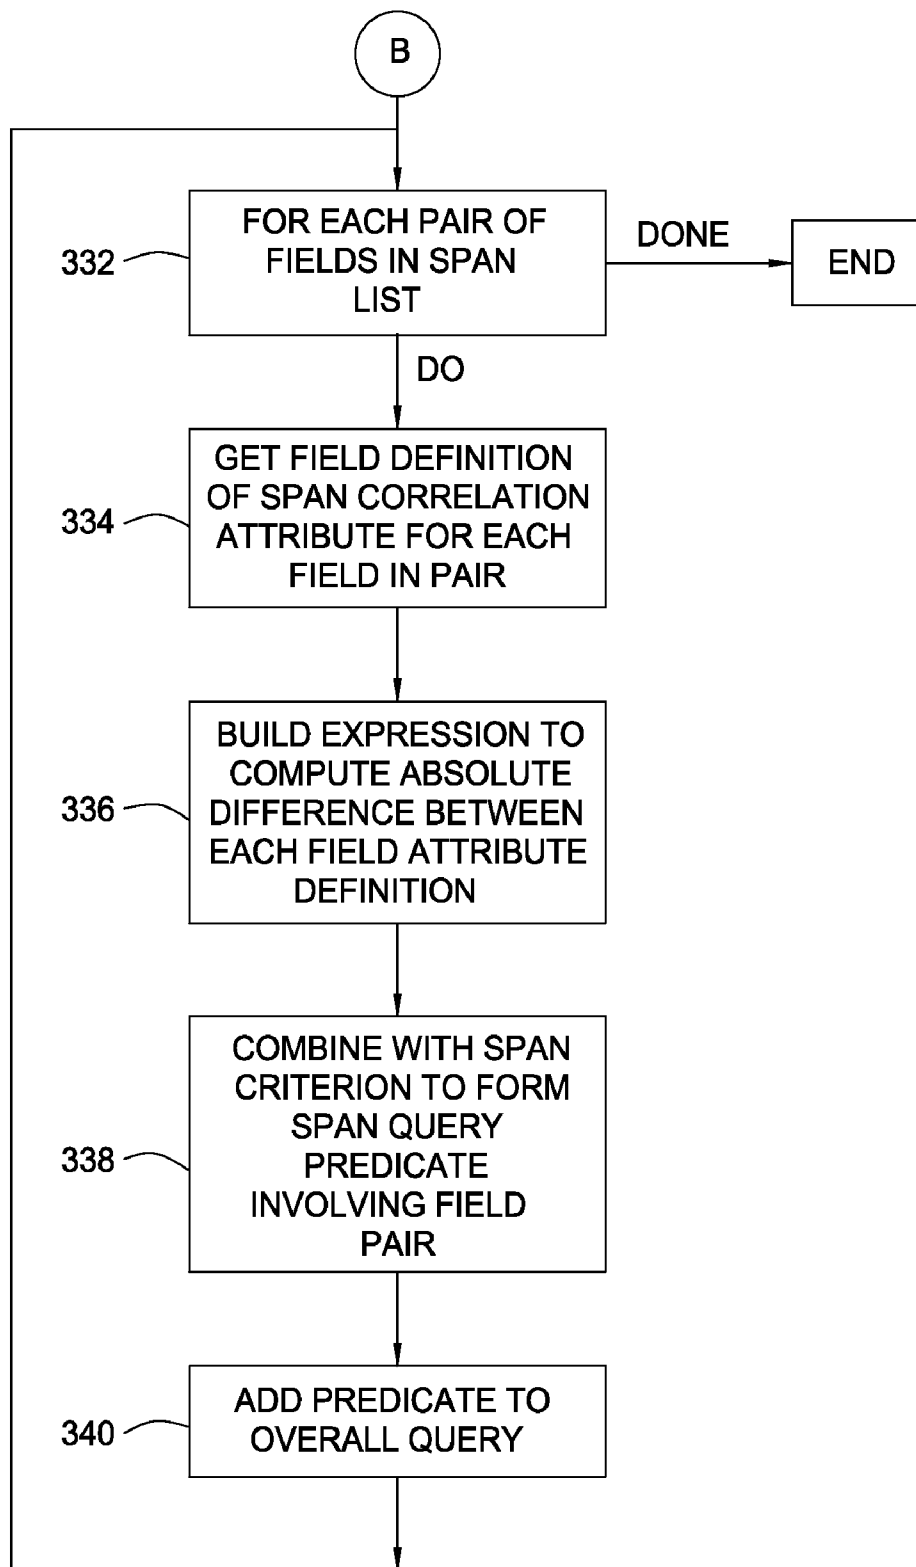 B
FOR EACH PAIR OF
FIELDS IN SPAN
LIST
332
DONE
END
DO
GET FIELD DEFINITION
OF SPAN CORRELATION
ATTRIBUTE FOR EACH
FIELD IN PAIR
334
BUILD EXPRESSION TO
COMPUTE ABSOLUTE
DIFFERENCE BETWEEN
EACH FIELD ATTRIBUTE
DEFINITION
336
COMBINE WITH SPAN
CRITERION TO FORM
SPAN QUERY
PREDICATE
INVOLVING FIELD
PAIR
338
ADD PREDICATE TO
OVERALL QUERY
340